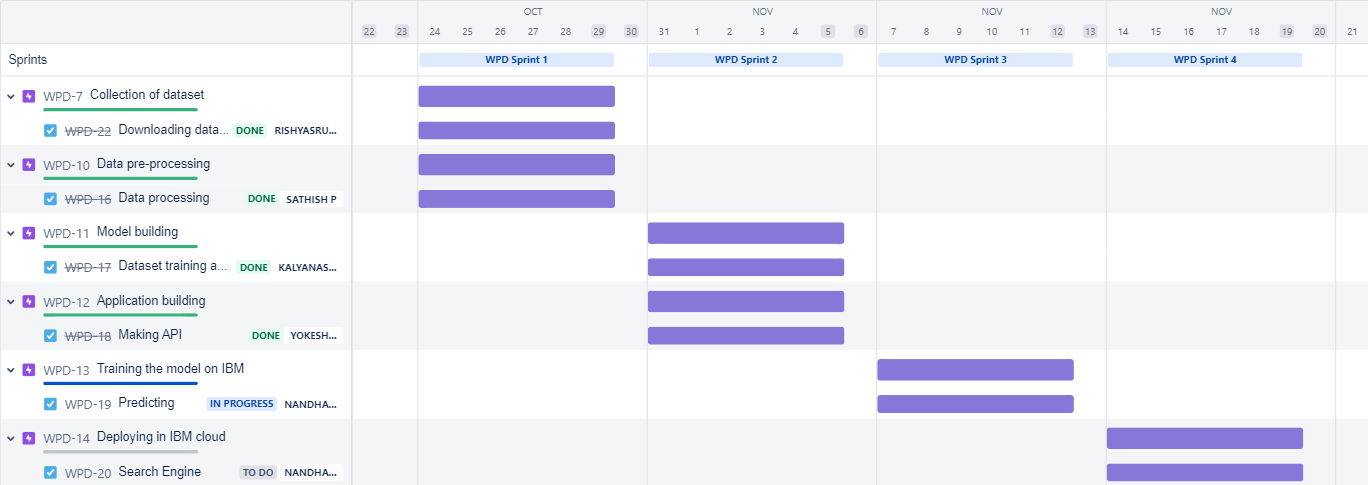 OCT NOV NOV NOV
22 23 24 25 26 27 28 29 30 31 1 2 3 4 5 6 7 8 9 10 11 12 13 14 15 16 17 18 19 20 21
Sprints WPD Sprint 1 WPD Sprint 2 WPD Sprint 3 WPD Sprint 4
WPD-7 Collection of dataset
WPD-22 Downloading data... DONE RISHYASRU...
WPD-10 Data pre-processing
WPD-16 Data processing DONE SATHISH P
WPD-11 Model building
WPD-17 Dataset training a... DONE KALYANAS...
WPD-12 Application building
WPD-18 Making API DONE YOKESH...
WPD-13 Training the model on IBM
WPD-19 Predicting IN PROGRESS NANDHA...
WPD-14 Deploying in IBM cloud
WPD-20 Search Engine TO DO NANDHA...